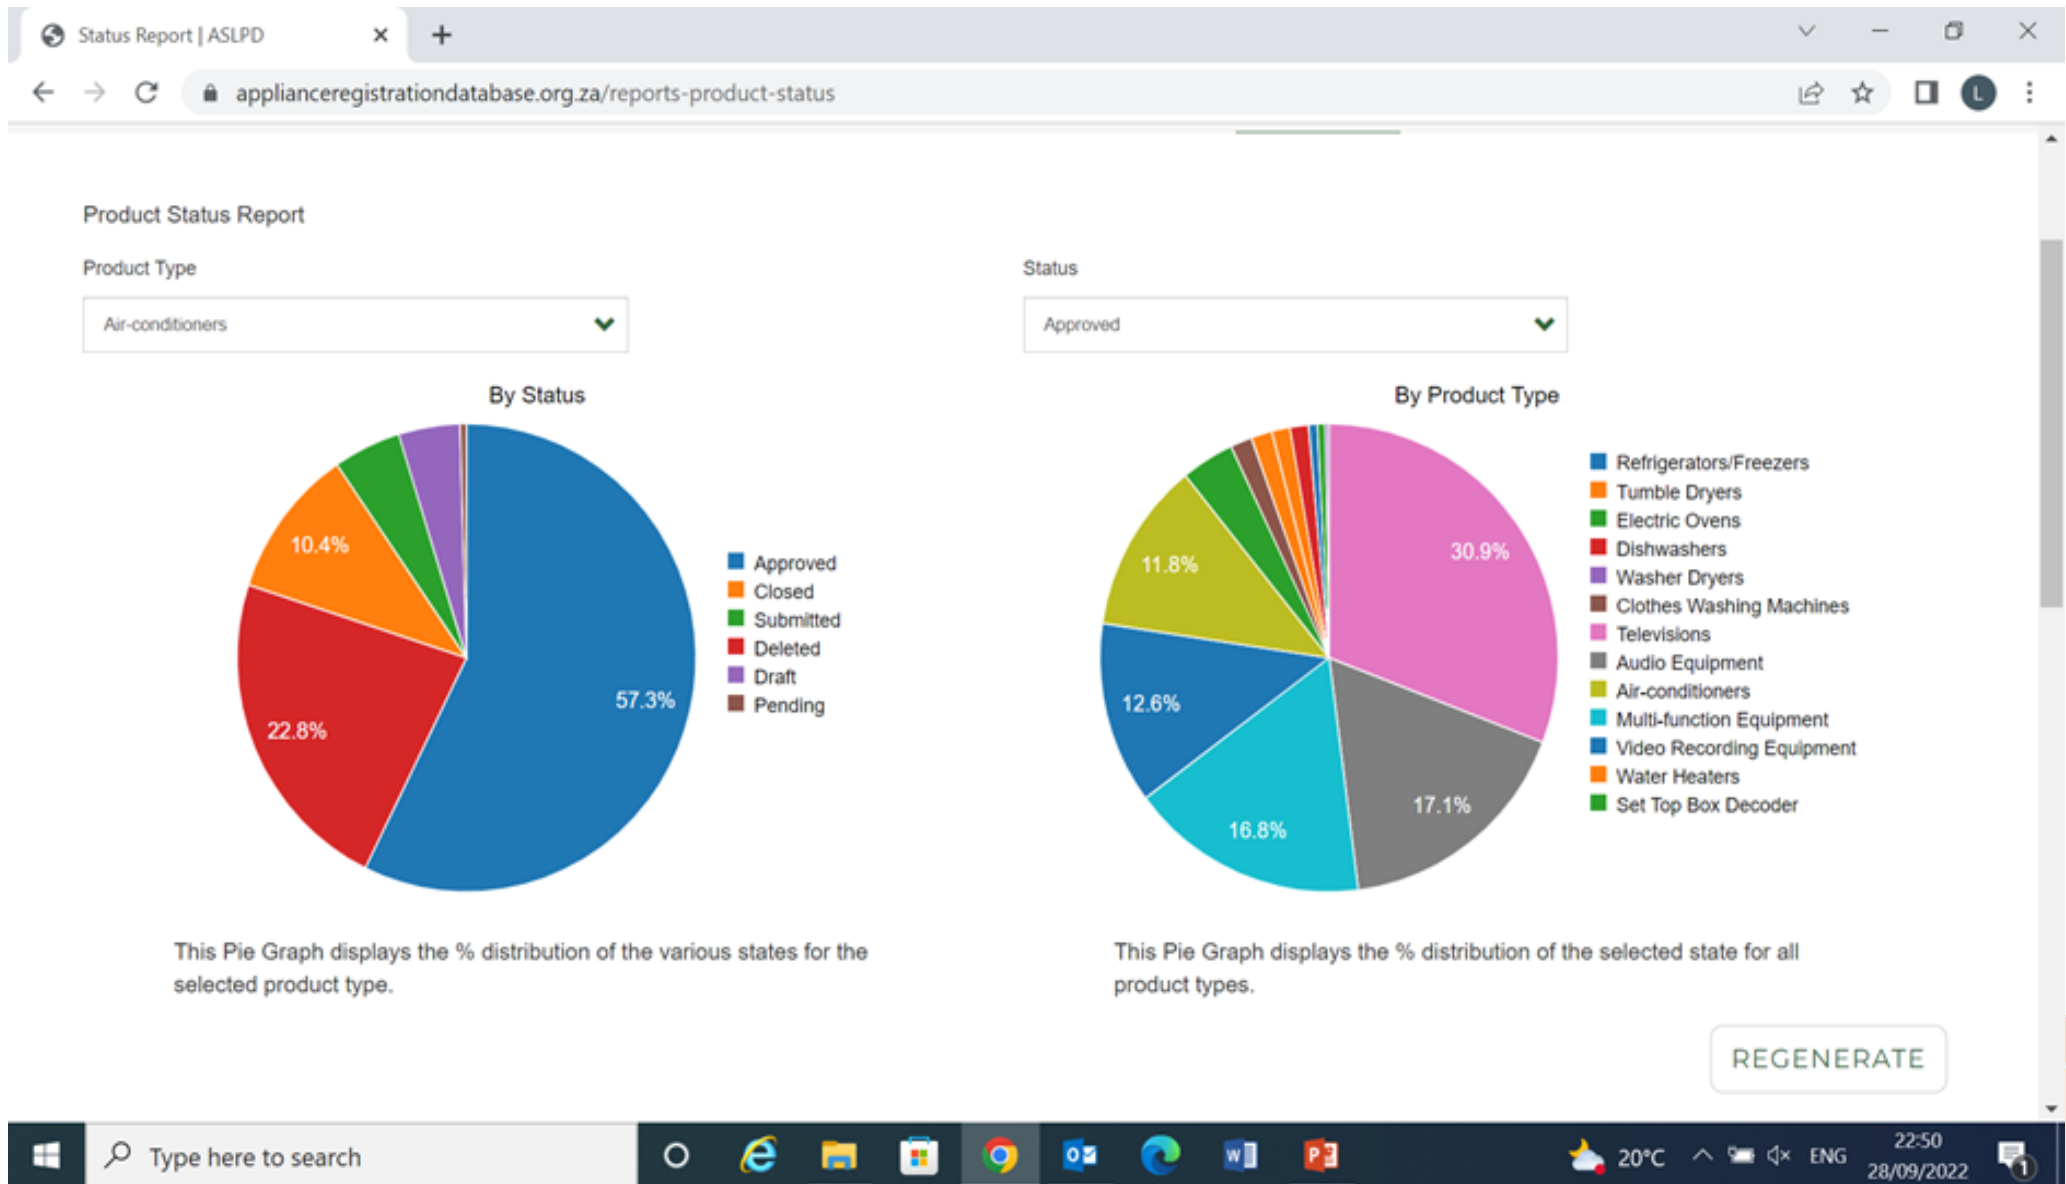 Status Report | ASLPD
applianceregistrationdatabase.org.za/reports-product-status
L
Product Status Report
Product Type
Status
Air-conditioners
Approved
By Status
10.4%
22.8%
57.3%
Approved
Closed
Submitted
Deleted
Draft
Pending
By Product Type
30.9%
11.8%
12.6%
16.8%
17.1%
Refrigerators/Freezers
Tumble Dryers
Electric Ovens
Dishwashers
Washer Dryers
Clothes Washing Machines
Televisions
Audio Equipment
Air-conditioners
Multi-function Equipment
Video Recording Equipment
Water Heaters
Set Top Box Decoder
This Pie Graph displays the % distribution of the various states for the
selected product type.
This Pie Graph displays the % distribution of the selected state for all
product types.
REGENERATE
Type here to search
20°C
ENG
22:50
28/09/2022
1